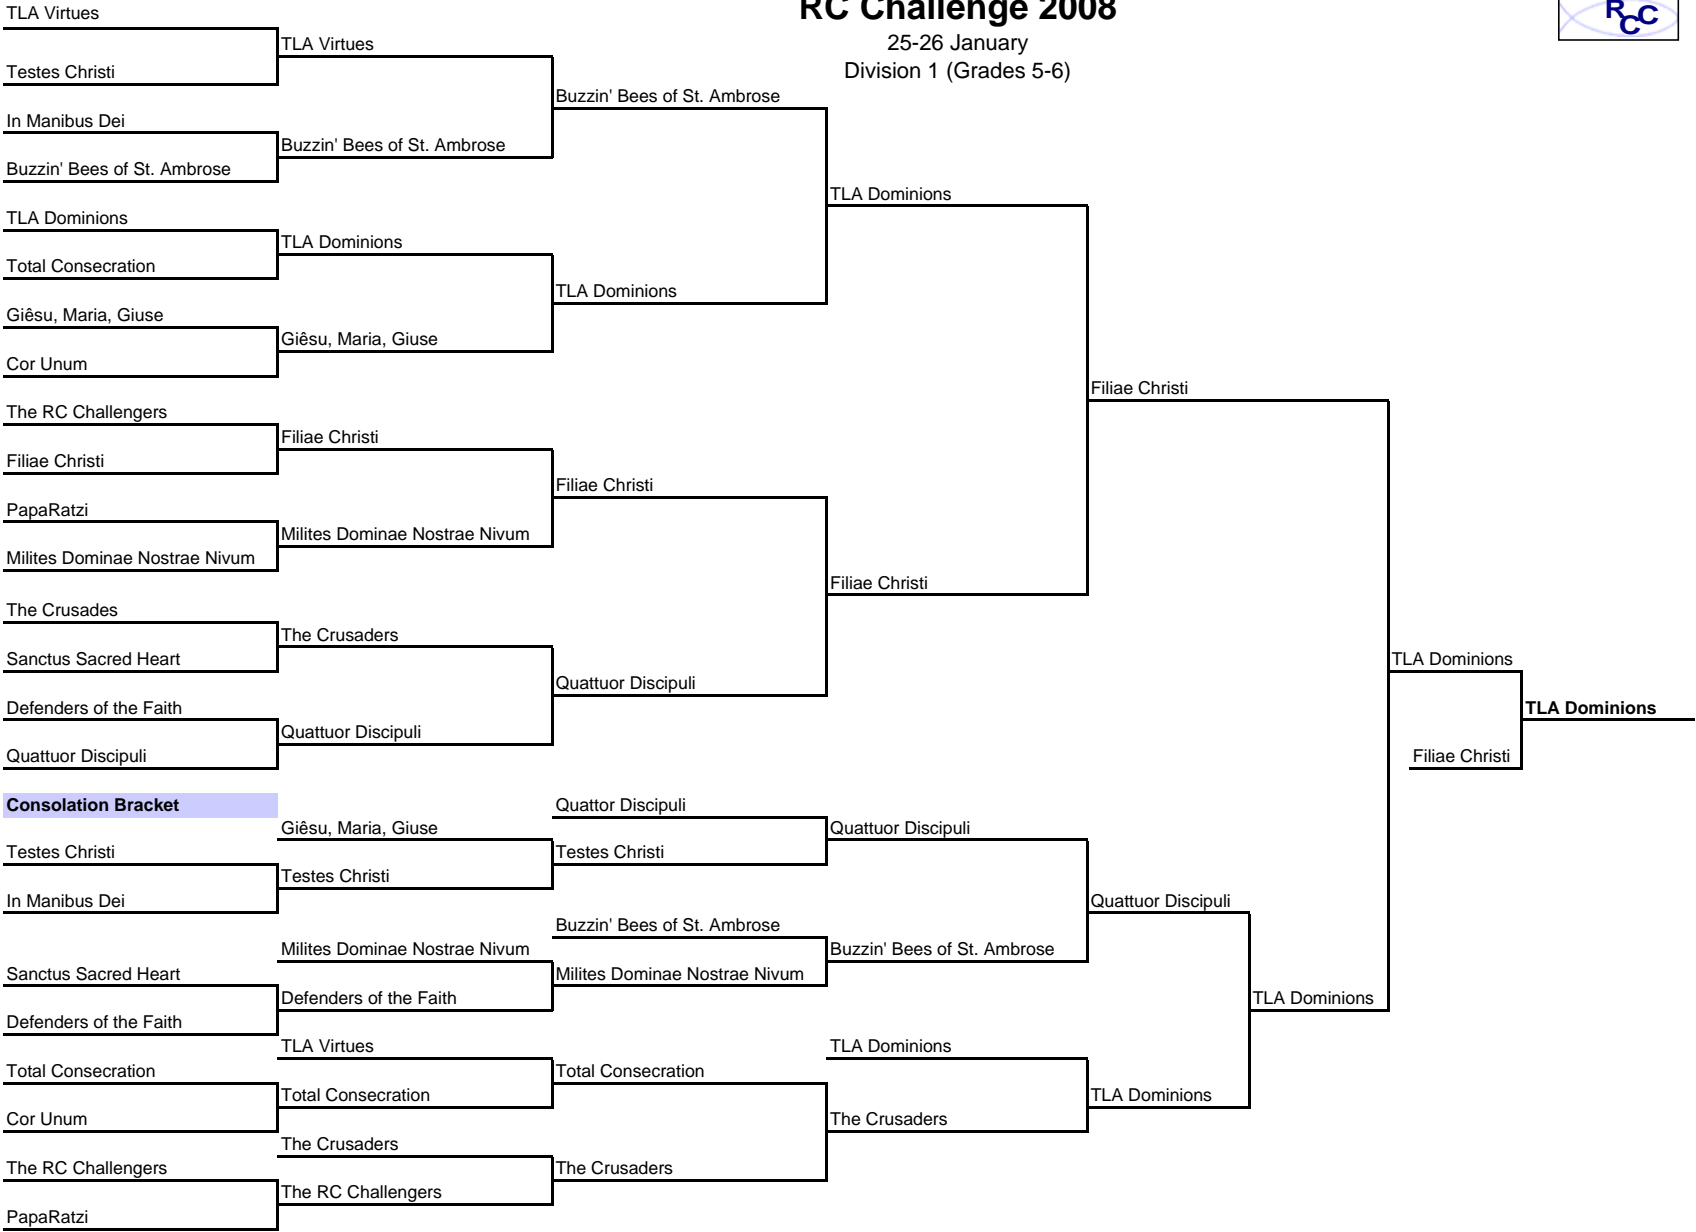 RC Challenge 2008
25-26 January
Division 1 (Grades 5-6)
RCC
TLA Virtues
Testes Christi
In Manibus Dei
Buzzin' Bees of St. Ambrose
TLA Dominions
Total Consecration
Giêsu, Maria, Giuse
Cor Unum
The RC Challengers
Filiae Christi
PapaRatzi
Milites Dominae Nostrae Nivum
The Crusades
Sanctus Sacred Heart
Defenders of the Faith
Quattuor Discipuli
TLA Virtues
Buzzin' Bees of St. Ambrose
TLA Dominions
Giêsu, Maria, Giuse
Filiae Christi
Milites Dominae Nostrae Nivum
The Crusaders
Quattuor Discipuli
Buzzin' Bees of St. Ambrose
TLA Dominions
Filiae Christi
Quattuor Discipuli
TLA Dominions
Filiae Christi
Filiae Christi
TLA Dominions
Filiae Christi
TLA Dominions
Consolation Bracket
Testes Christi
In Manibus Dei
Sanctus Sacred Heart
Defenders of the Faith
Total Consecration
Cor Unum
The RC Challengers
PapaRatzi
Giêsu, Maria, Giuse
Testes Christi
Milites Dominae Nostrae Nivum
Defenders of the Faith
TLA Virtues
Total Consecration
The Crusaders
The RC Challengers
Quattor Discipuli
Testes Christi
Buzzin' Bees of St. Ambrose
Milites Dominae Nostrae Nivum
Total Consecration
The Crusaders
Quattuor Discipuli
Buzzin' Bees of St. Ambrose
TLA Dominions
The Crusaders
Quattuor Discipuli
TLA Dominions
TLA Dominions